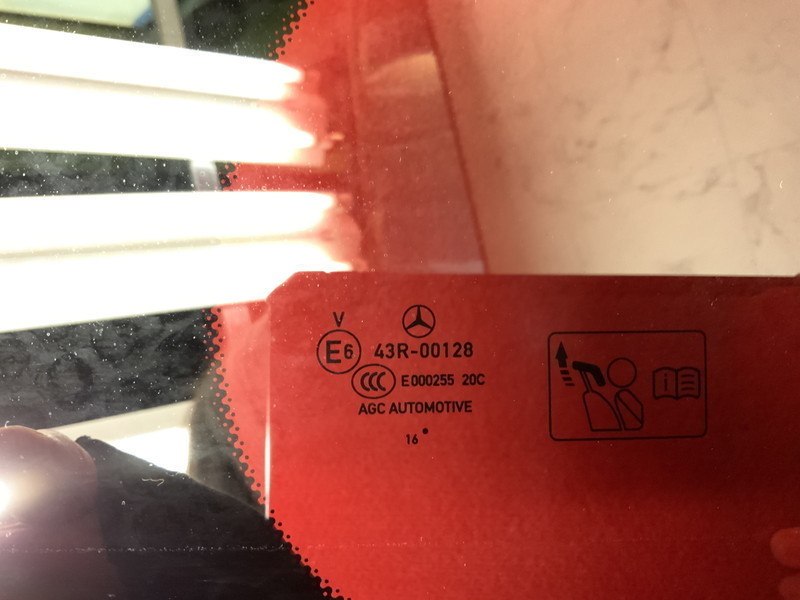 V
E6 43R-00128
CCC E000255 20C
AGC AUTOMOTIVE
16
i